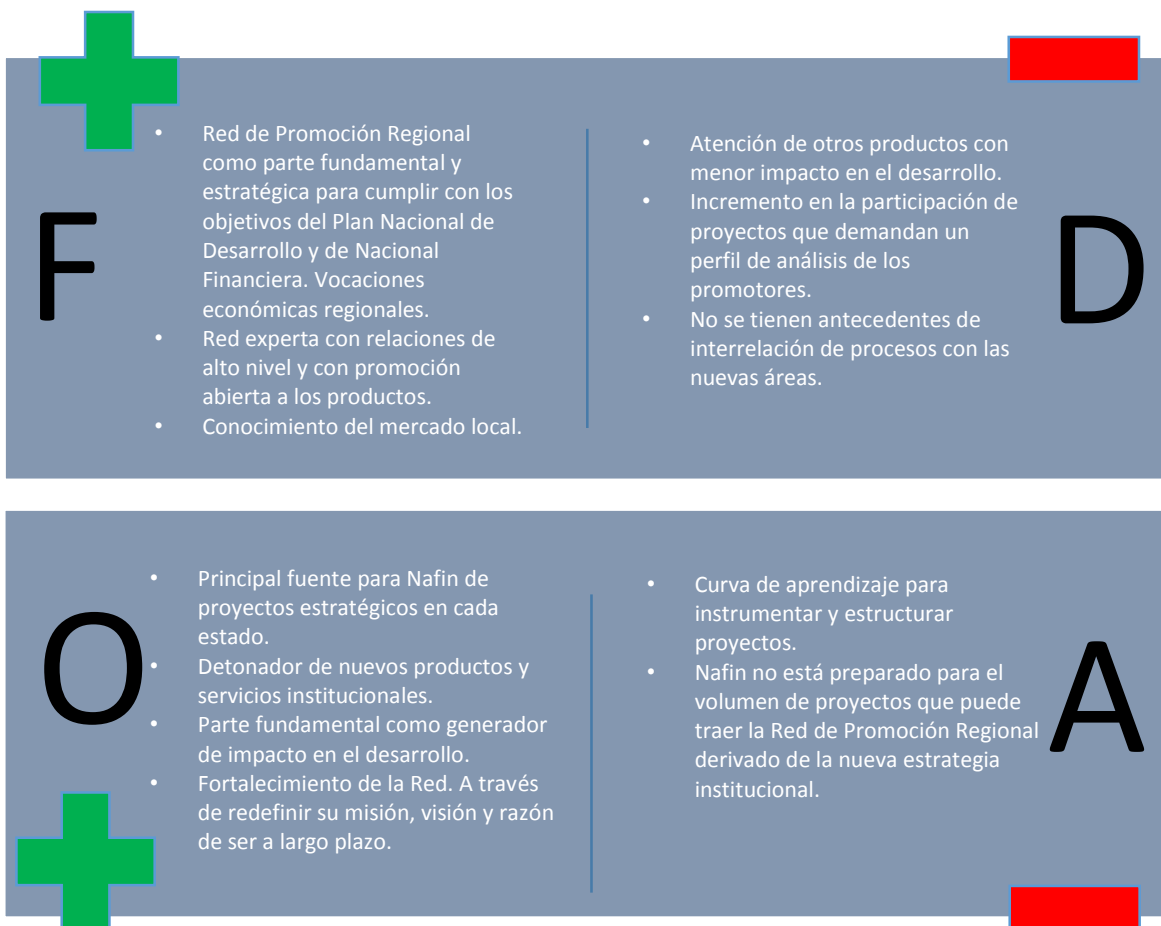 F
• Red de Promoción Regional
como parte fundamental y
estratégica para cumplir con los
objetivos del Plan Nacional de
Desarrollo y de Nacional
Financiera. Vocaciones
económicas regionales.
• Red experta con relaciones de
alto nivel y con promoción
abierta a los productos.
• Conocimiento del mercado local.
D
• Atención de otros productos con
menor impacto en el desarrollo.
• Incremento en la participación de
proyectos que demandan un
perfil de análisis de los
promotores.
• No se tienen antecedentes de
interrelación de procesos con las
nuevas áreas.
O
• Principal fuente para Nafin de
proyectos estratégicos en cada
estado.
• Detonador de nuevos productos y
servicios institucionales.
• Parte fundamental como generador
de impacto en el desarrollo.
• Fortalecimiento de la Red. A través
de redefinir su misión, visión y razón
de ser a largo plazo.
A
• Curva de aprendizaje para
instrumentar y estructurar
proyectos.
• Nafin no está preparado para el
volumen de proyectos que puede
traer la Red de Promoción Regional
derivado de la nueva estrategia
institucional.